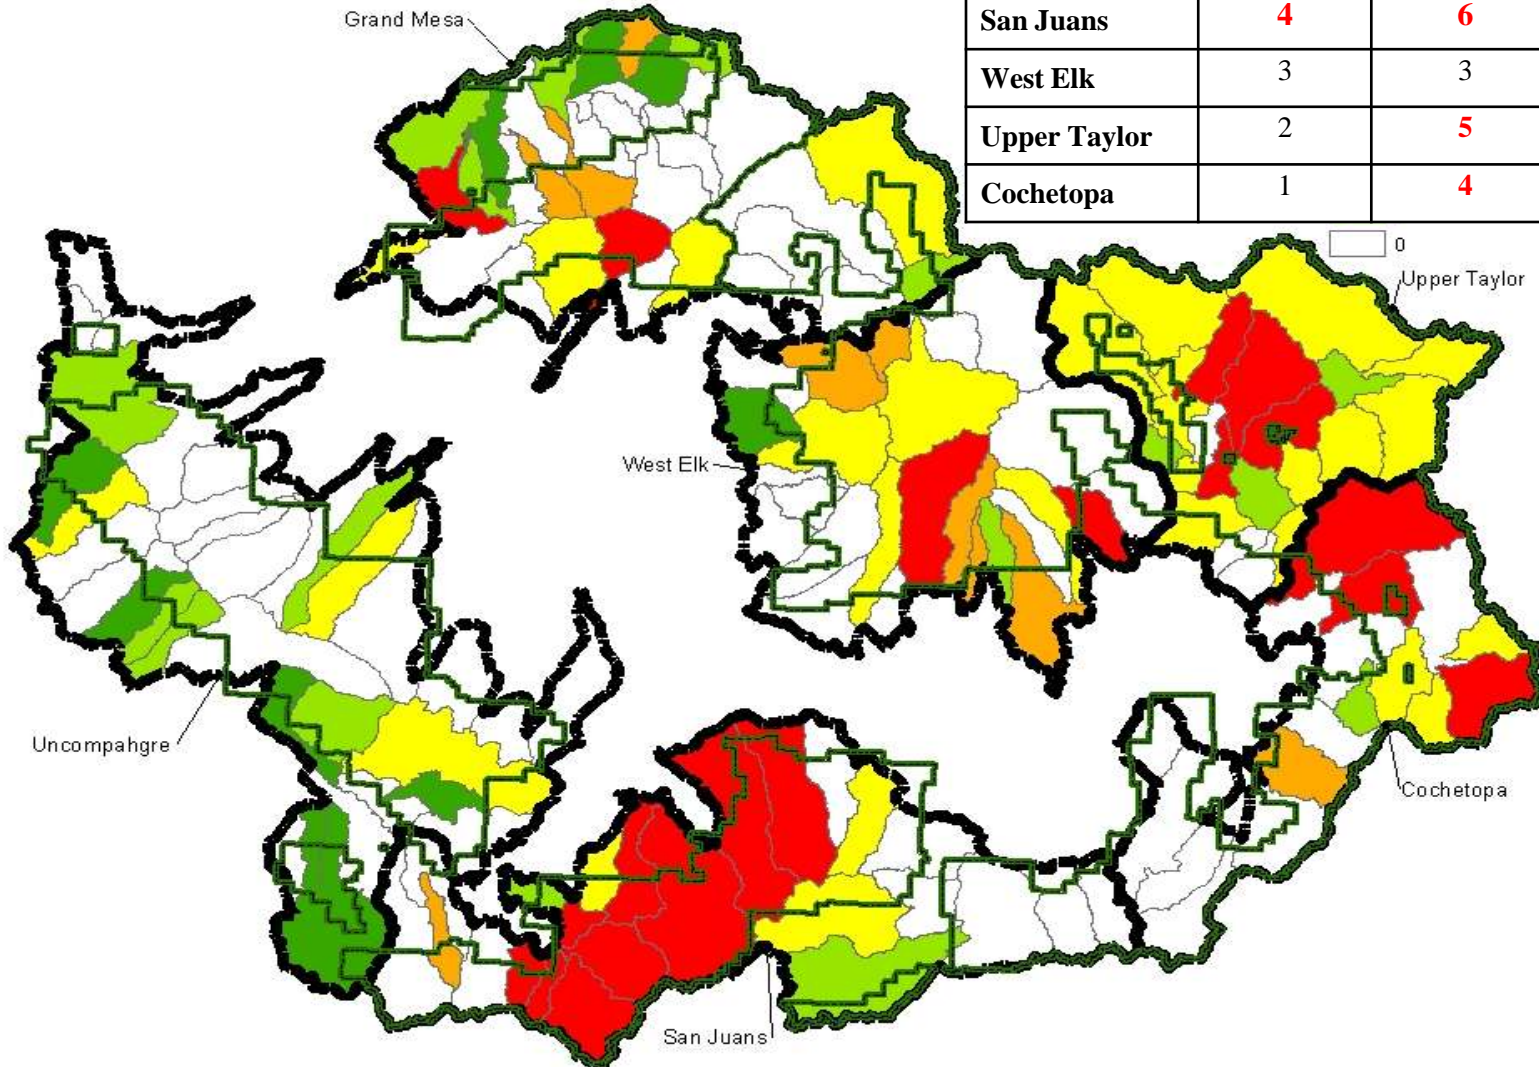 Grand Mesa
San Juans 4 6
West Elk 3 3
Upper Taylor 2 5
Cochetopa 1 4
0
Upper Taylor
West Elk
Uncompahgre
Cochetopa
San Juans